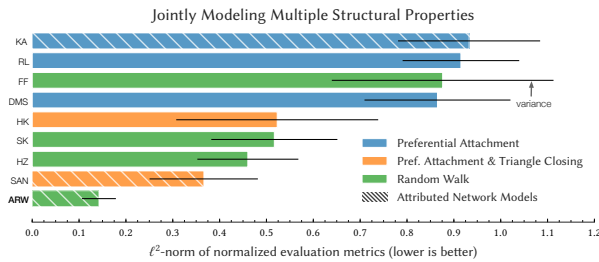 Jointly Modeling Multiple Structural Properties
KA
RL
FF
DMS
variance
HK
SK
HZ
SAN
ARW
Preferential Attachment
Pref. Attachment & Triangle Closing
Random Walk
Attributed Network Models
0.0 0.1 0.2 0.3 0.4 0.5 0.6 0.7 0.8 0.9 1.0 1.1 1.2
ℓ²-norm of normalized evaluation metrics (lower is better)